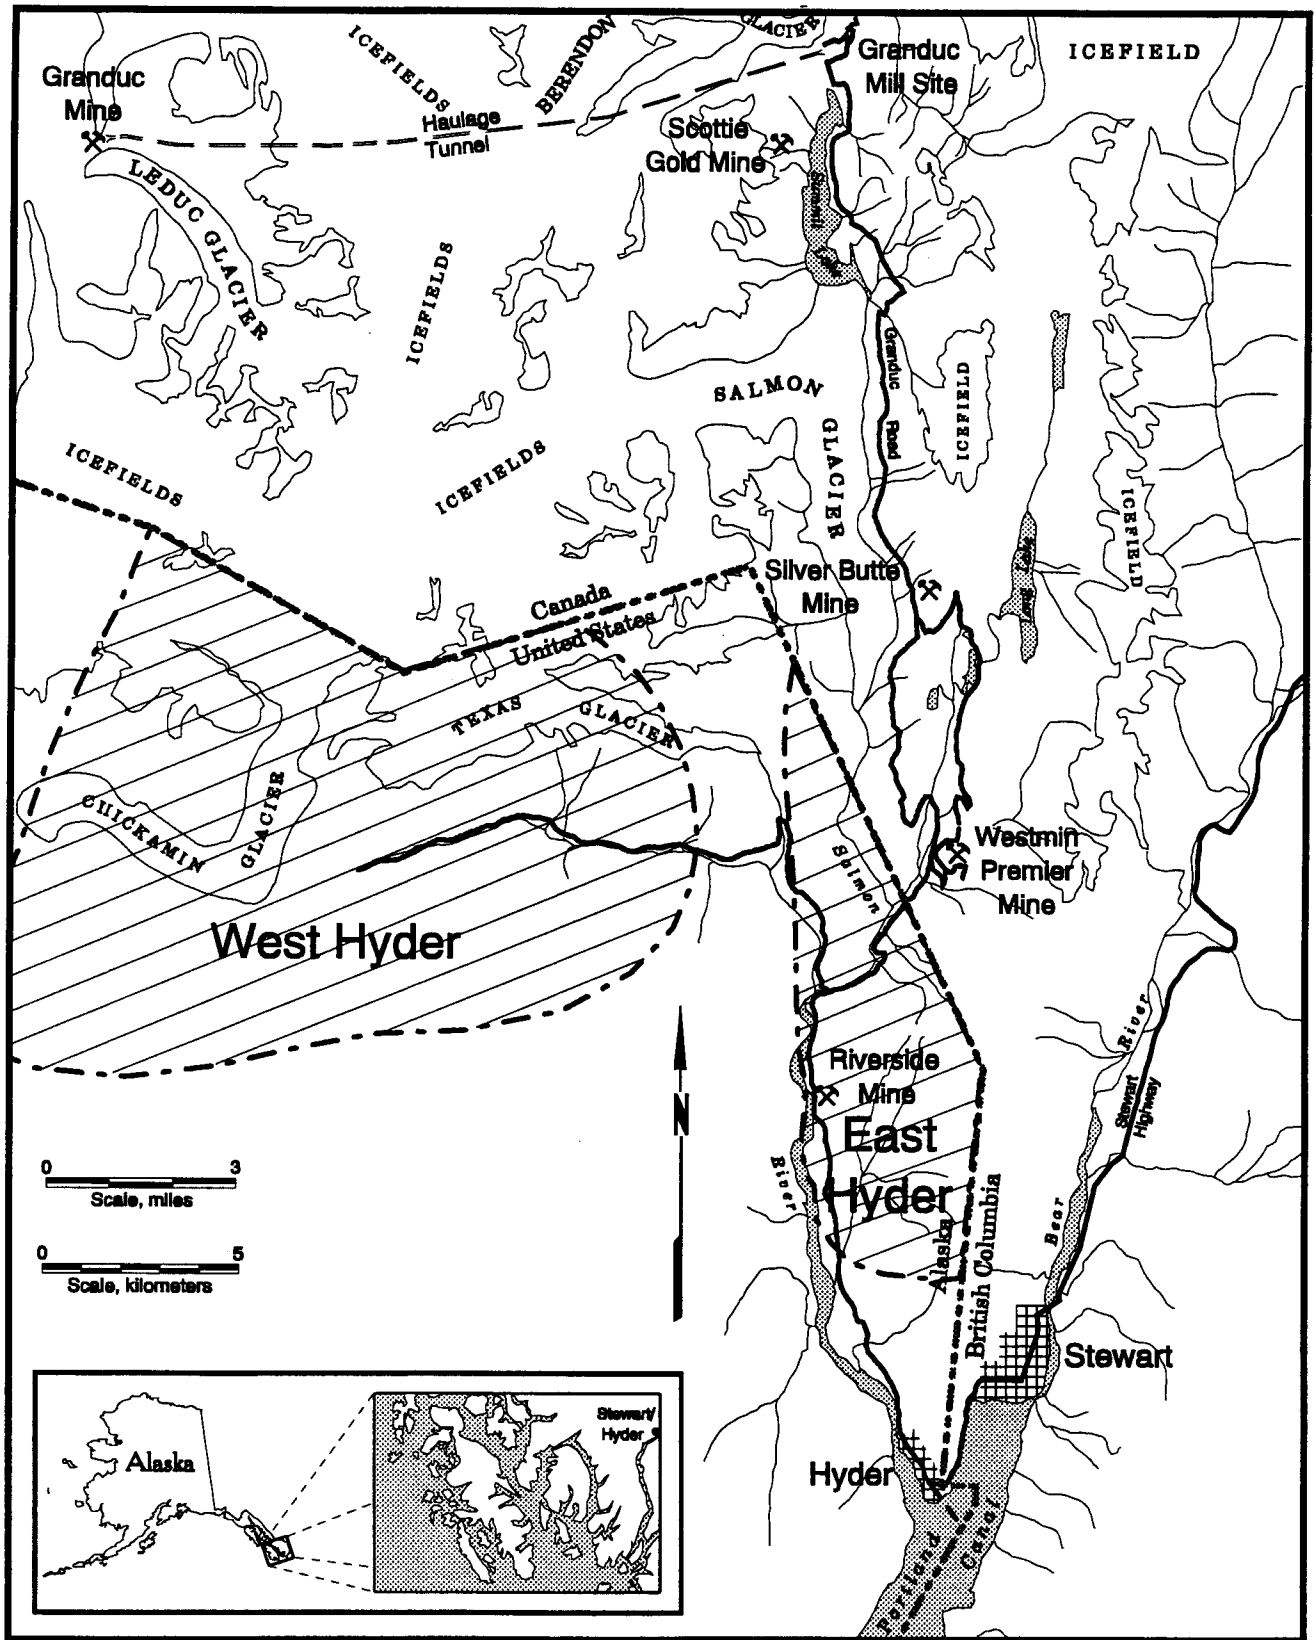 GLACIER
ICEFIELDS
BERENDON
Granduc
Mill Site
ICEFIELD
Granduc
Mine
Haulage
Tunnel
Scottie
Gold Mine
LEDUC GLACIER
Summit
Lake
ICEFIELDS
Granduc
Road
SALMON
GLACIER
ICEFIELD
ICEFIELDS
ICEFIELDS
ICEFIELD
Silver Butte
Mine
Lake
Canada
United States
TEXAS
GLACIER
CHICKAMIN
GLACIER
Westmin
Premier
Mine
Salmon
West Hyder
River
Riverside
Mine
East
Hyder
Stewart
Highway
River
Bear
Alaska
British Columbia
0 3
Scale, miles
0 5
Scale, kilometers
N
Stewart
Hyder
Portland
Canal
Alaska
Stewart/
Hyder